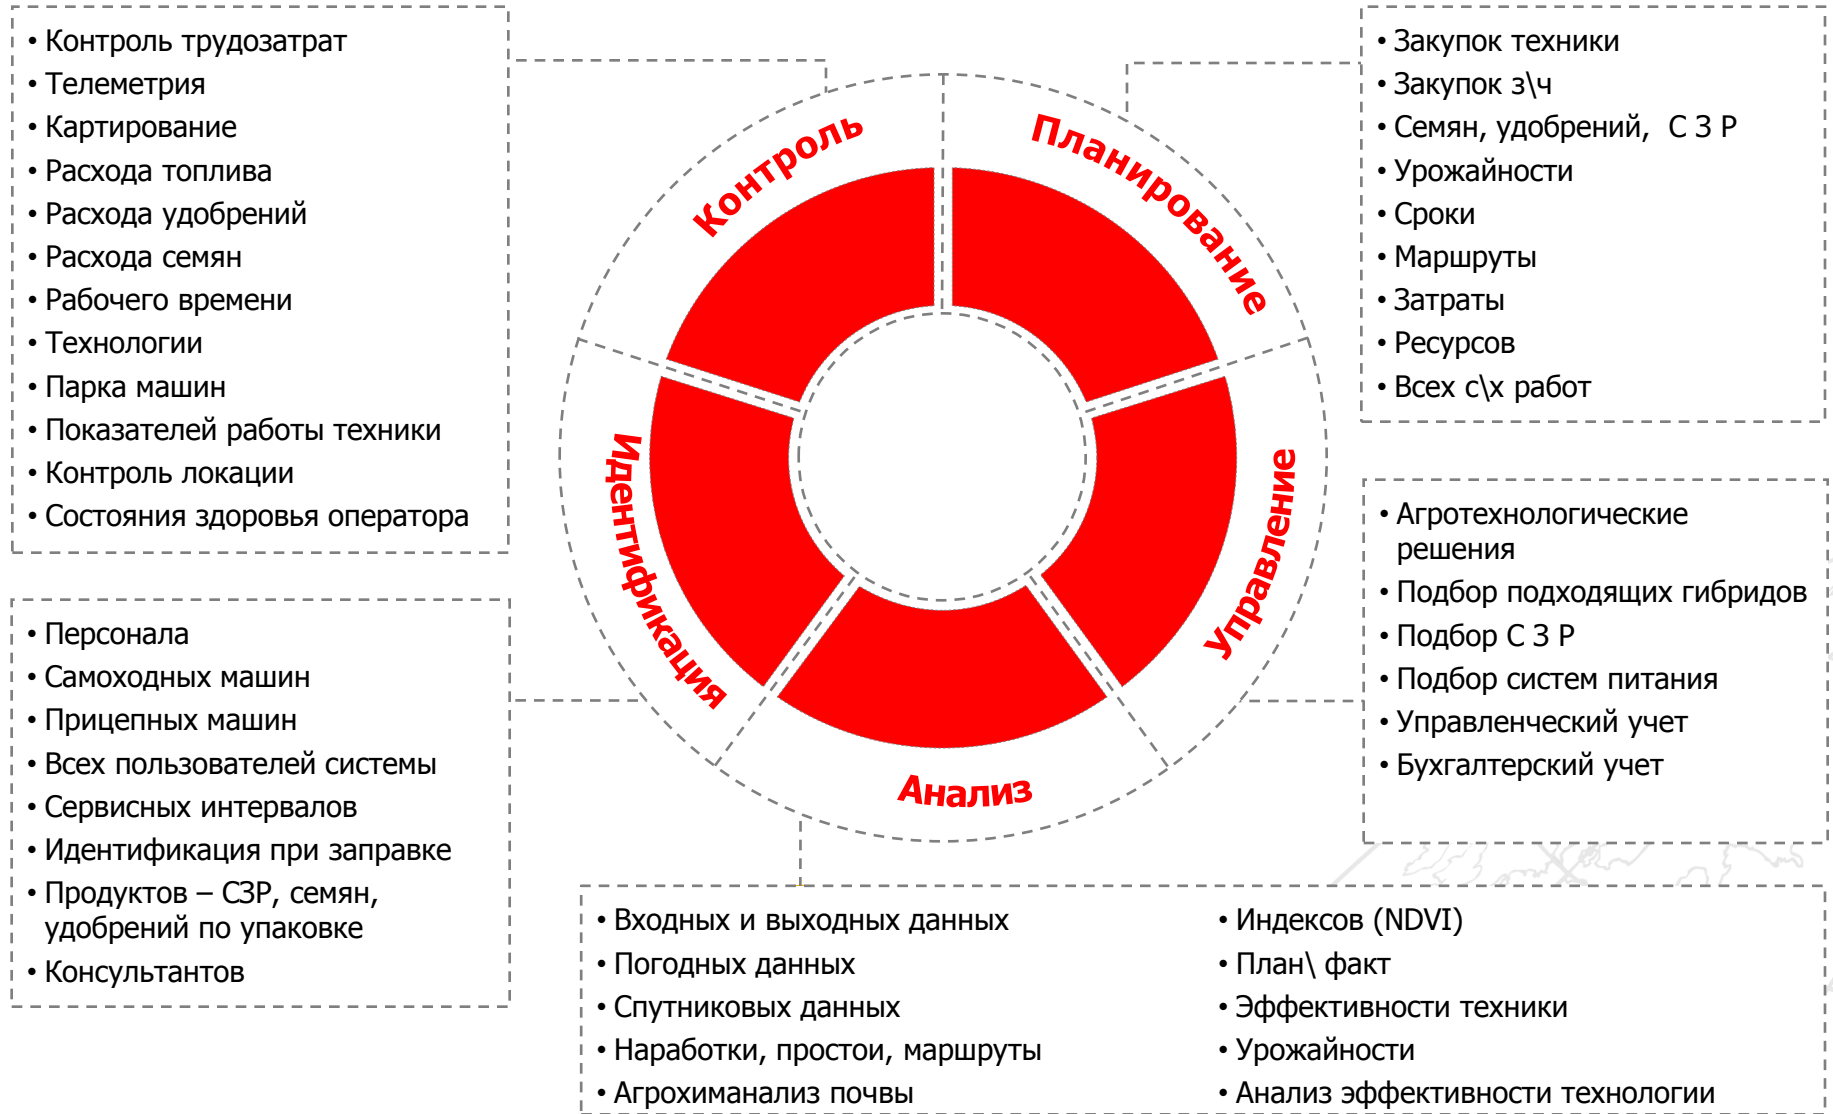 • Контроль трудозатрат
• Телеметрия
• Картирование
• Расхода топлива
• Расхода удобрений
• Расхода семян
• Рабочего времени
• Технологии
• Парка машин
• Показателей работы техники
• Контроль локации
• Состояния здоровья оператора
Контроль
Планирование
• Закупок техники
• Закупок з\ч
• Семян, удобрений, С З Р
• Урожайности
• Сроки
• Маршруты
• Затраты
• Ресурсов
• Всех с\х работ
Идентификация
Управление
• Агротехнологические
решения
• Подбор подходящих гибридов
• Подбор С З Р
• Подбор систем питания
• Управленческий учет
• Бухгалтерский учет
• Персонала
• Самоходных машин
• Прицепных машин
• Всех пользователей системы
• Сервисных интервалов
• Идентификация при заправке
• Продуктов – СЗР, семян,
удобрений по упаковке
• Консультантов
Анализ
• Входных и выходных данных
• Погодных данных
• Спутниковых данных
• Наработки, простои, маршруты
• Агрохиманализ почвы
• Индексов (NDVI)
• План\ факт
• Эффективности техники
• Урожайности
• Анализ эффективности технологии